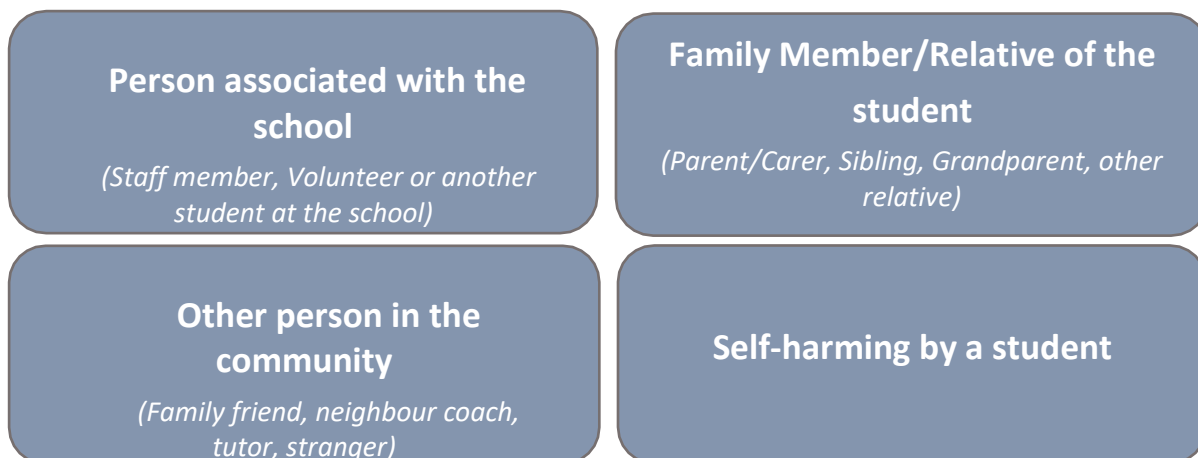 Person associated with the
school
(Staff member, Volunteer or another
student at the school)
Family Member/Relative of the
student
(Parent/Carer, Sibling, Grandparent, other
relative)
Other person in the
community
(Family friend, neighbour coach,
tutor, stranger)
Self-harming by a student